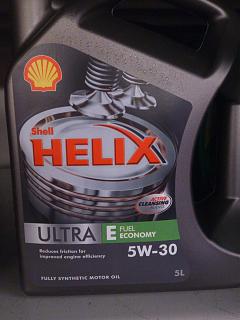 Shell
HELIX
ACTIVE
CLEANSING
ULTRA E FUEL
ECONOMY
Reduces friction for
improved engine efficiency
5W-30
FULLY SYNTHETIC MOTOR OIL
5L